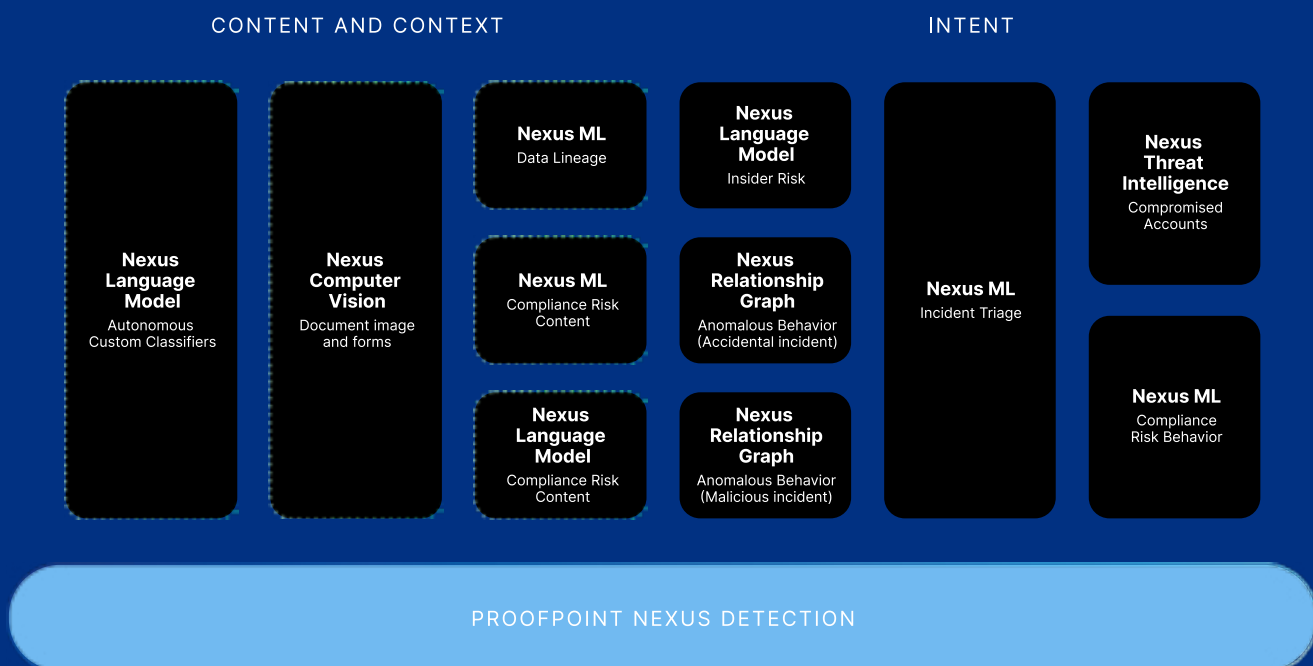 CONTENT AND CONTEXT
INTENT
Nexus
Language
Model
Autonomous
Custom Classifiers
Nexus
Computer
Vision
Document image
and forms
Nexus ML
Data Lineage
Nexus ML
Compliance Risk
Content
Nexus
Language
Model
Compliance Risk
Content
Nexus
Language
Model
Insider Risk
Nexus
Relationship
Graph
Anomalous Behavior
(Accidental incident)
Nexus
Relationship
Graph
Anomalous Behavior
(Malicious incident)
Nexus ML
Incident Triage
Nexus
Threat
Intelligence
Compromised
Accounts
Nexus ML
Compliance
Risk Behavior
PROOFPOINT NEXUS DETECTION